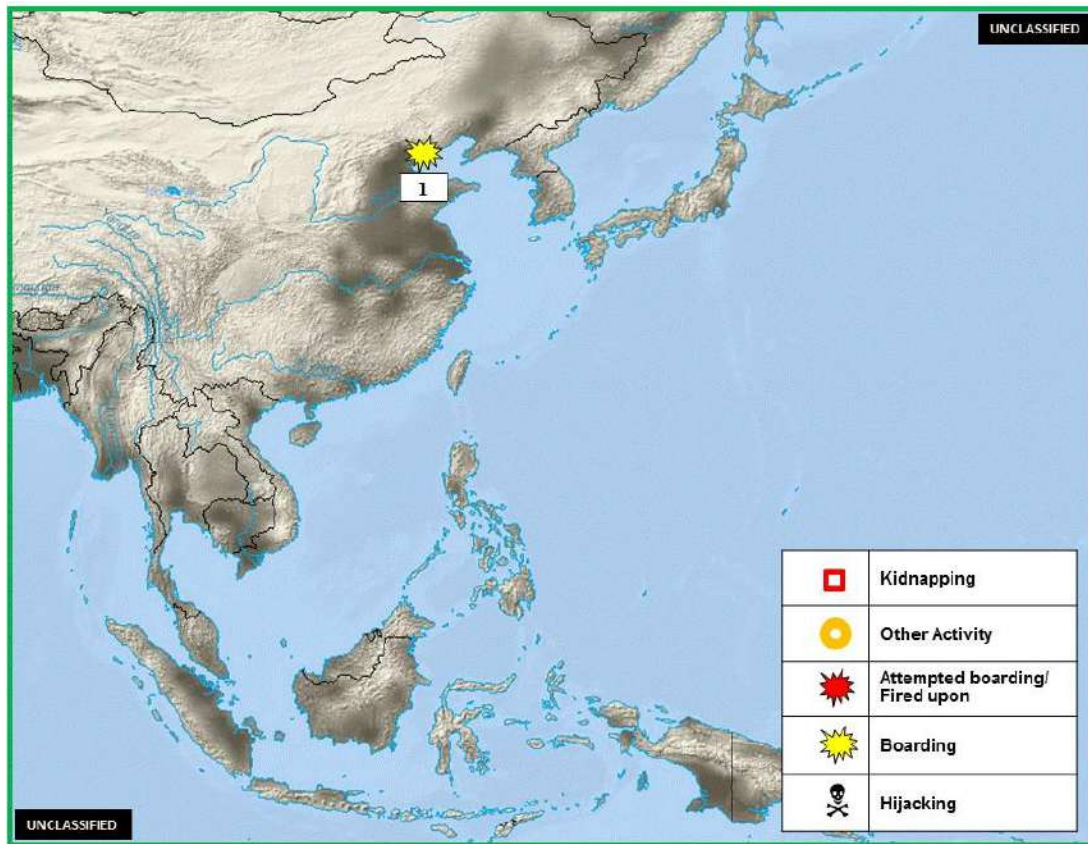 UNCLASSIFIED
1
Kidnapping
Other Activity
Attempted boarding/
Fired upon
Boarding
Hijacking
UNCLASSIFIED